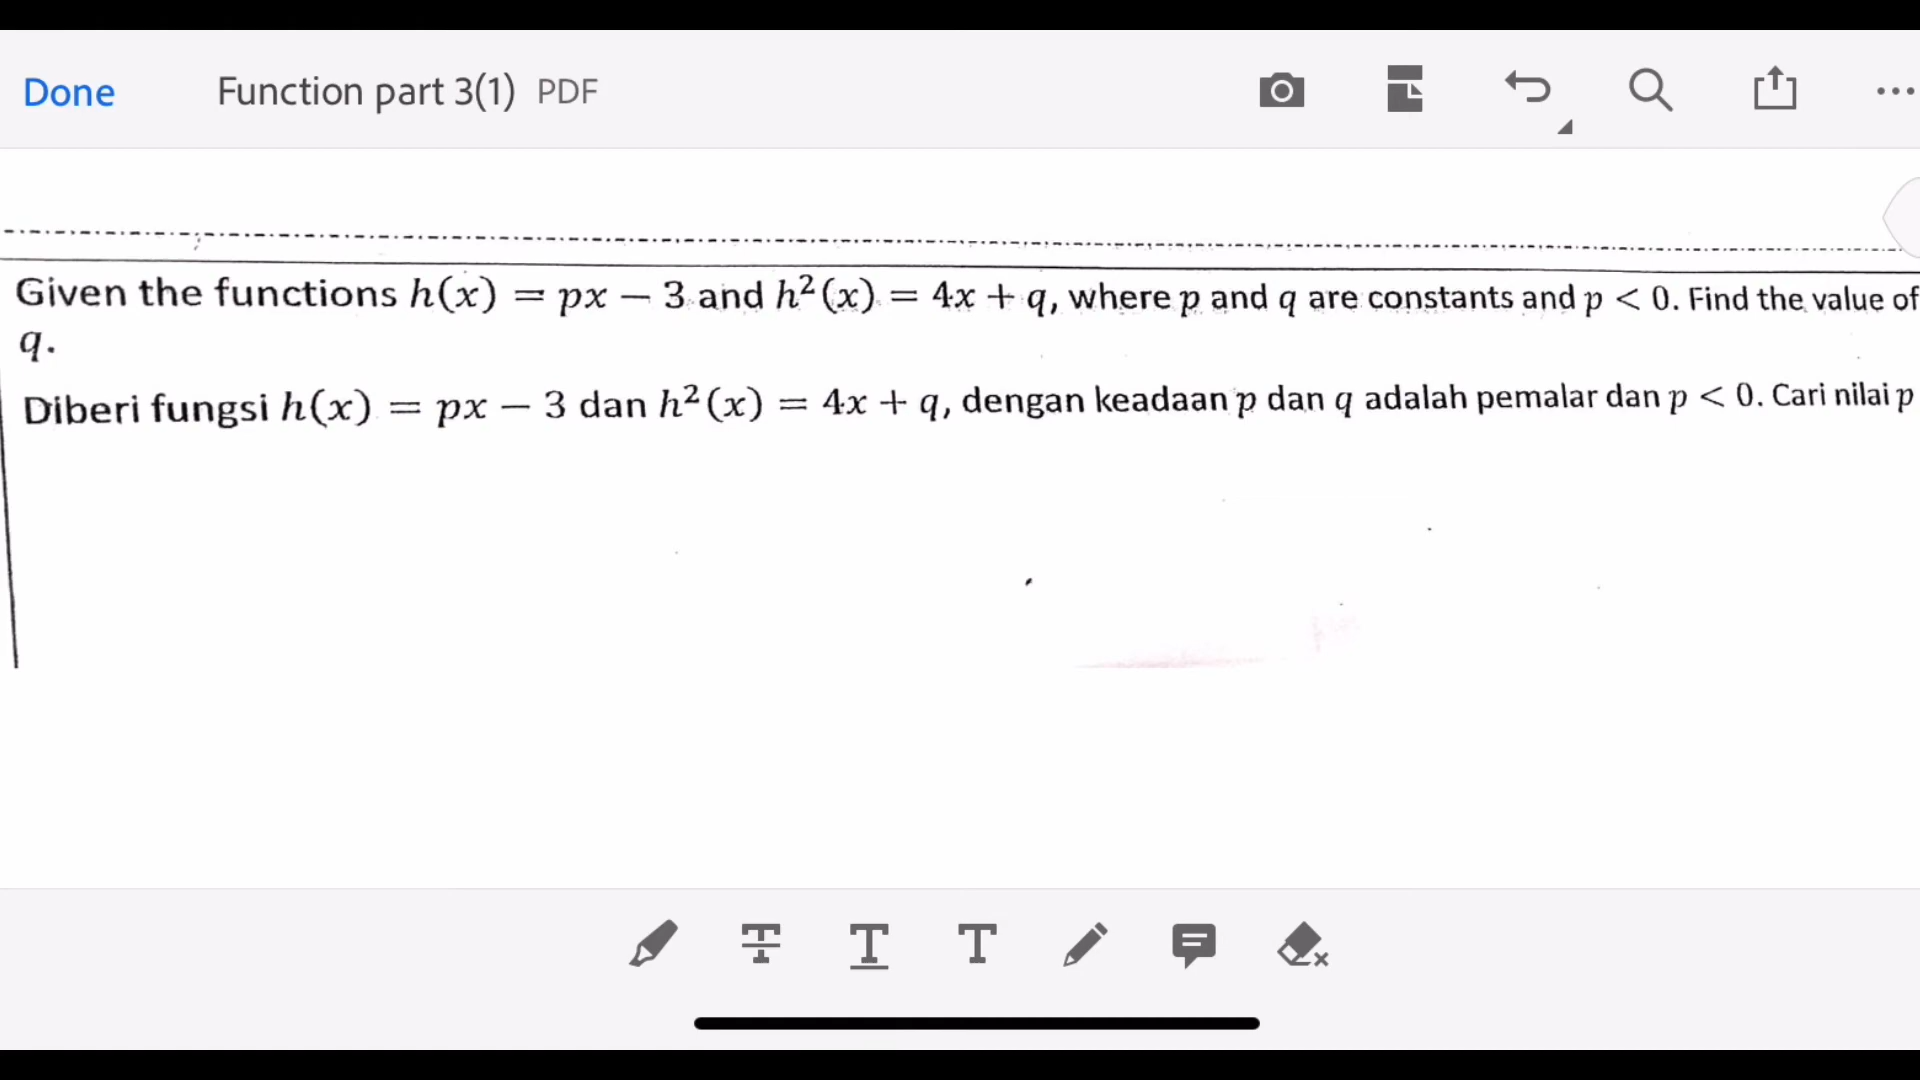 Done Function part 3(1) PDF
Given the functions h(x) = px − 3 and h²(x) = 4x + q, where p and q are constants and p < 0. Find the value of
q.
Diberi fungsi h(x) = px − 3 dan h²(x) = 4x + q, dengan keadaan p dan q adalah pemalar dan p < 0. Cari nilai p